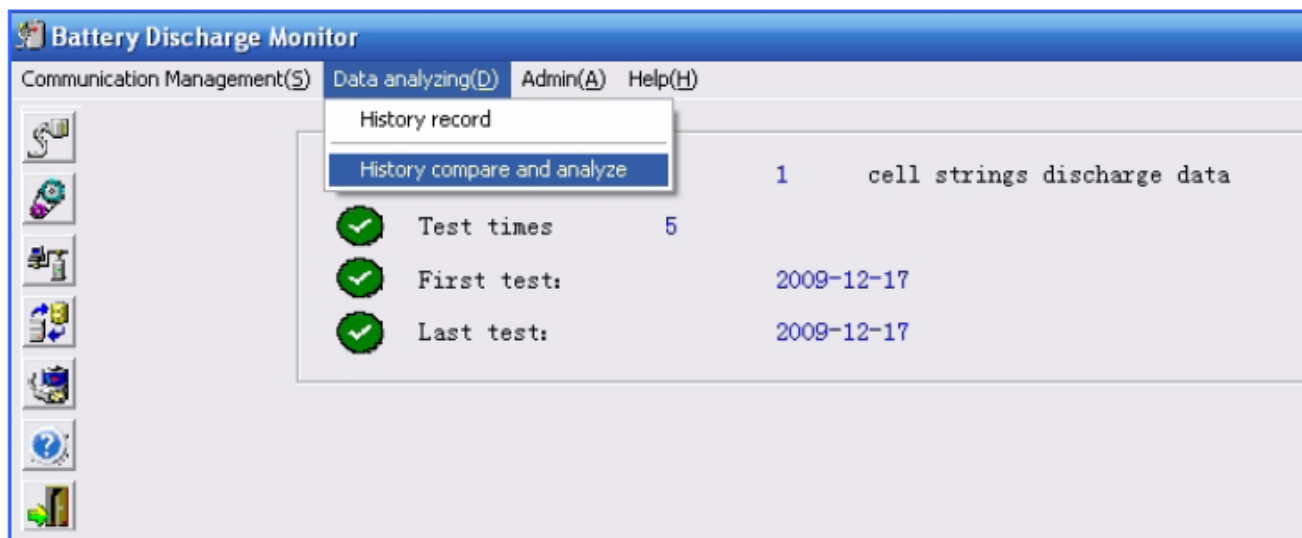 Battery Discharge Monitor
Communication Management(S) Data analyzing(D) Admin(A) Help(H)
History record
History compare and analyze
1 cell strings discharge data
Test times 5
First test: 2009-12-17
Last test: 2009-12-17